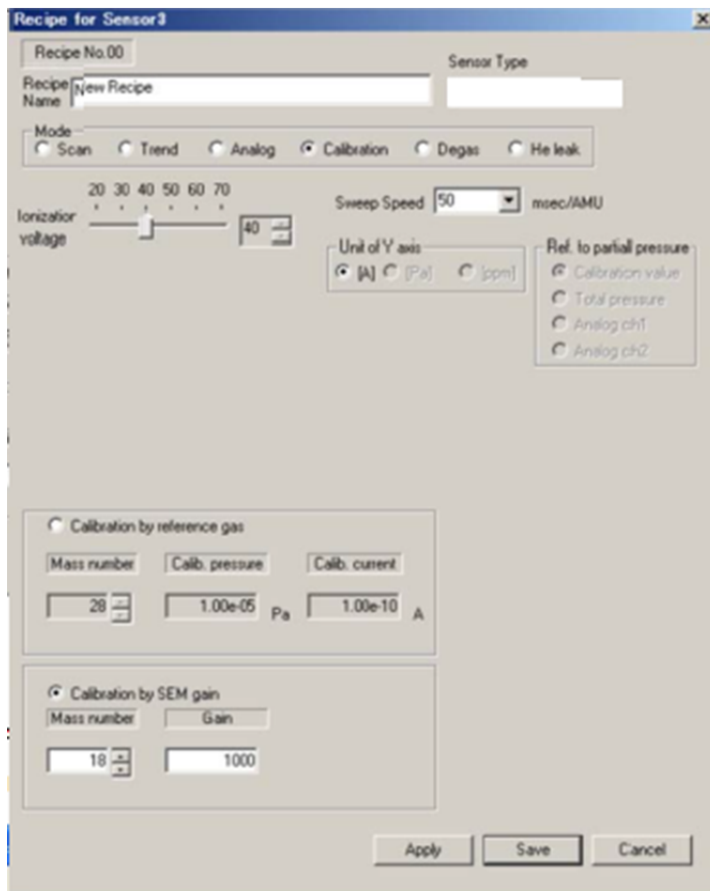 Recipe for Sensor3
Recipe No.00
Sensor Type
Recipe Name New Recipe
Mode
Scan Trend Analog Calibration Degas He leak
20 30 40 50 60 70
Ionization voltage 40
Sweep Speed 50 msec/AMU
Unit of Y axis
[A] [Pa] [ppm]
Ref. to partial pressure
Calibration value
Total pressure
Analog ch1
Analog ch2
Calibration by reference gas
Mass number Calib. pressure Calib. current
28 1.00e-05 Pa 1.00e-10 A
Calibration by SEM gain
Mass number Gain
18 1000
Apply Save Cancel